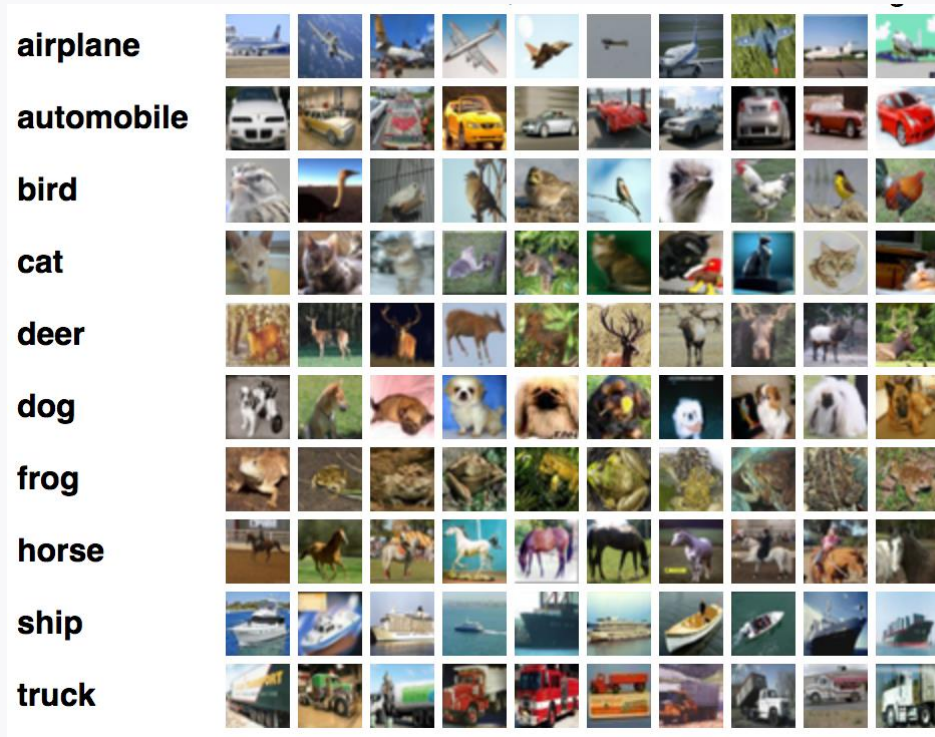 airplane
automobile
bird
cat
deer
dog
frog
horse
ship
truck